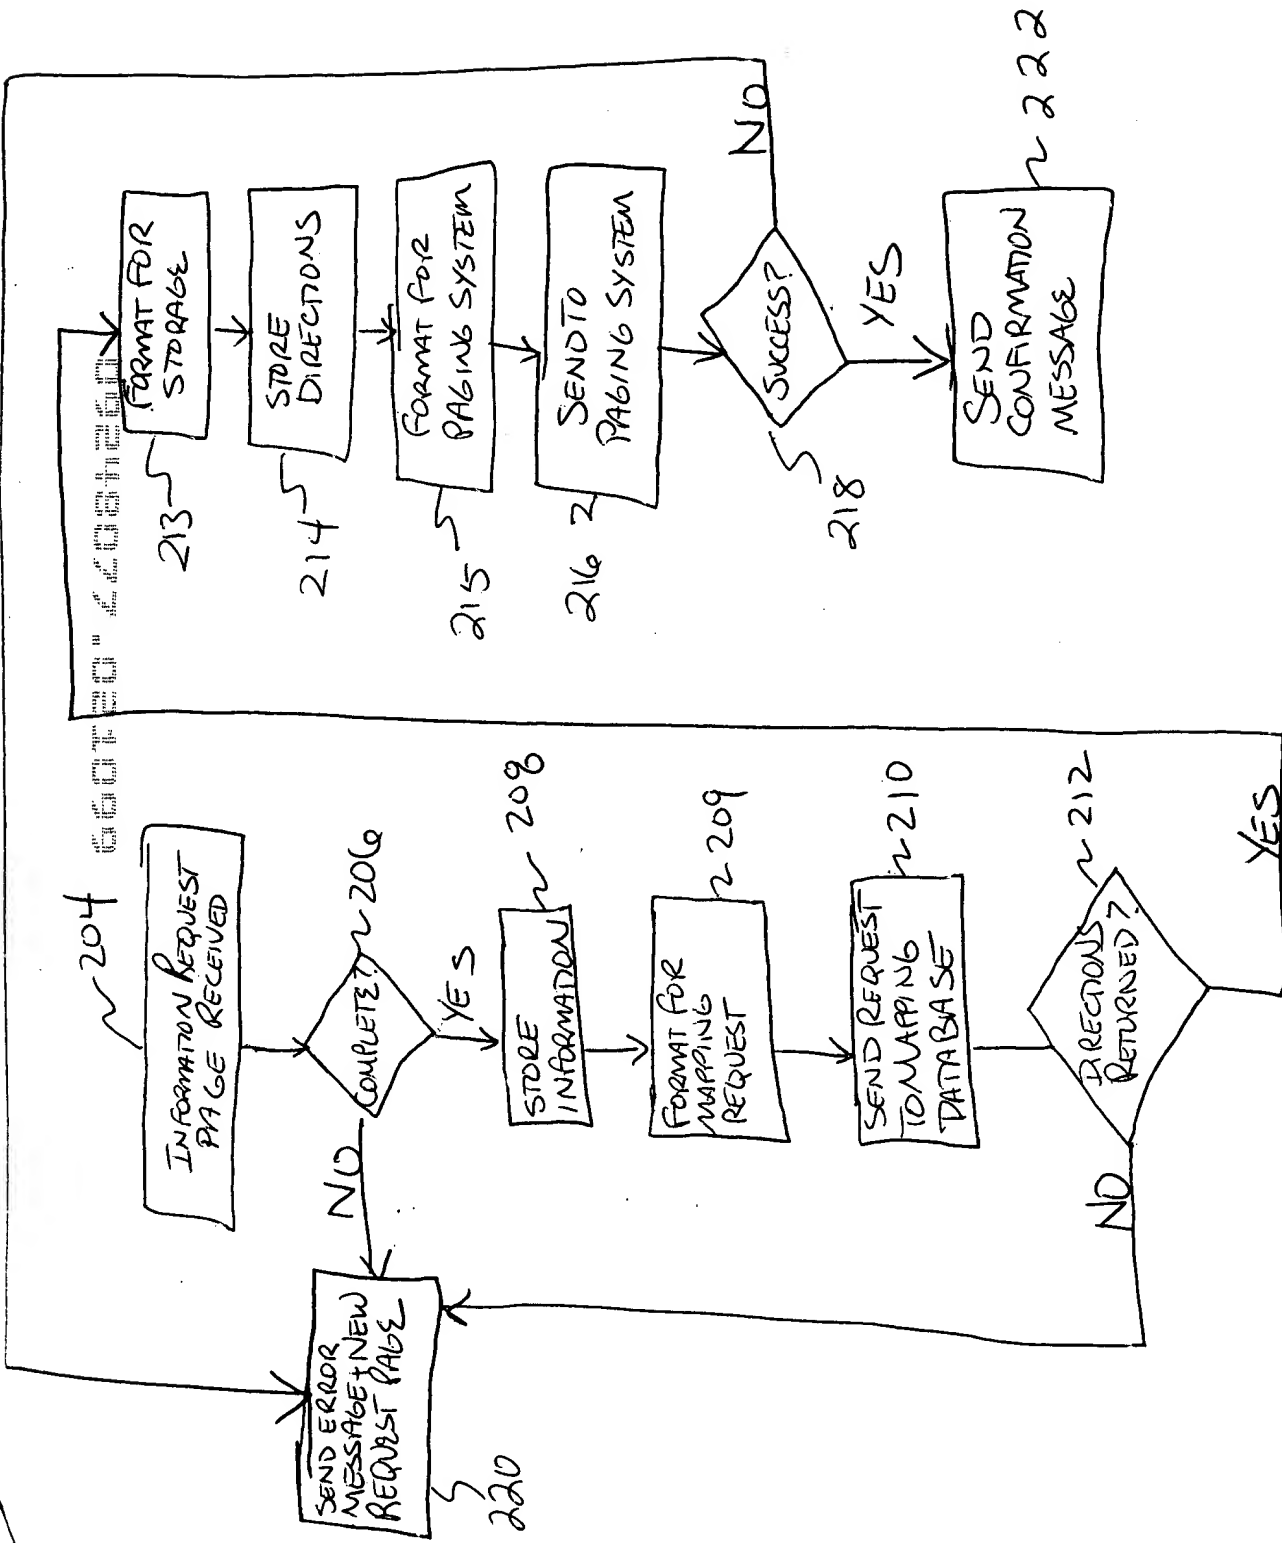 204
INFORMATION REQUEST
PAGE RECEIVED
COMPLETE?
206
NO
YES
STORE
INFORMATION
208
FORMAT FOR
MAPPING
REQUEST
209
SEND REQUEST
TO MAPPING
DATABASE
210
DIRECTIONS
RETURNED?
212
NO
YES
SEND ERROR
MESSAGE + NEW
REQUEST PAGE
220
FORMAT FOR
STORAGE
213
STORE
DIRECTIONS
214
FORMAT FOR
PAGING SYSTEM
215
SEND TO
PAGING SYSTEM
216
SUCCESS?
218
NO
YES
SEND
CONFIRMATION
MESSAGE
222